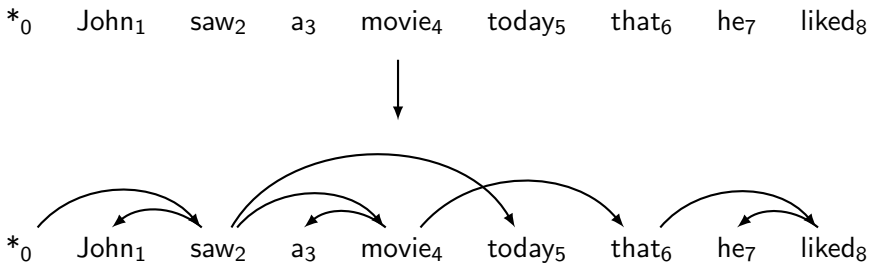 *₀ John₁ saw₂ a₃ movie₄ today₅ that₆ he₇ liked₈
*₀ John₁ saw₂ a₃ movie₄ today₅ that₆ he₇ liked₈